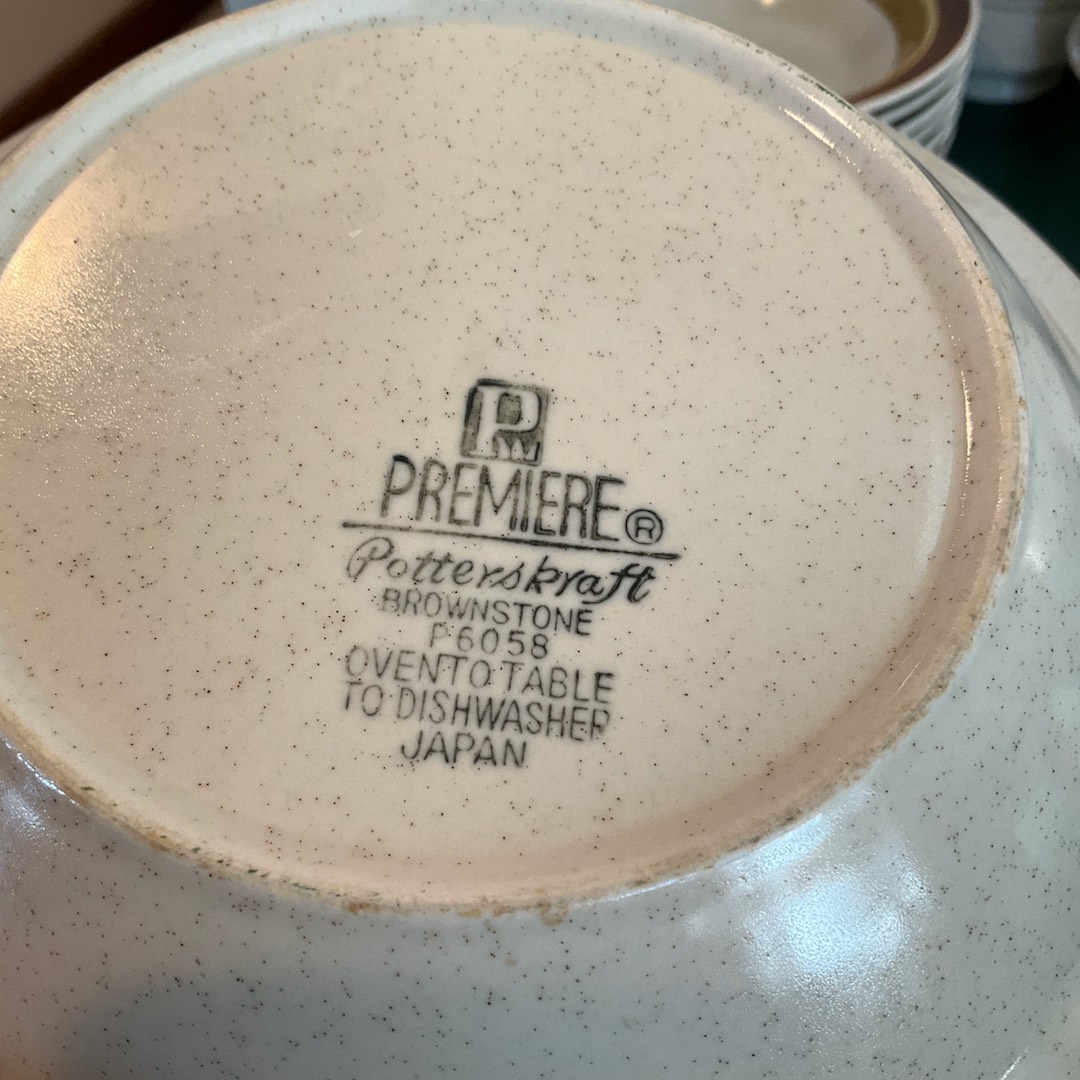 P
PREMIERE®
Potterskraft
BROWNSTONE
P6058
OVEN TO TABLE
TO DISHWASHER
JAPAN